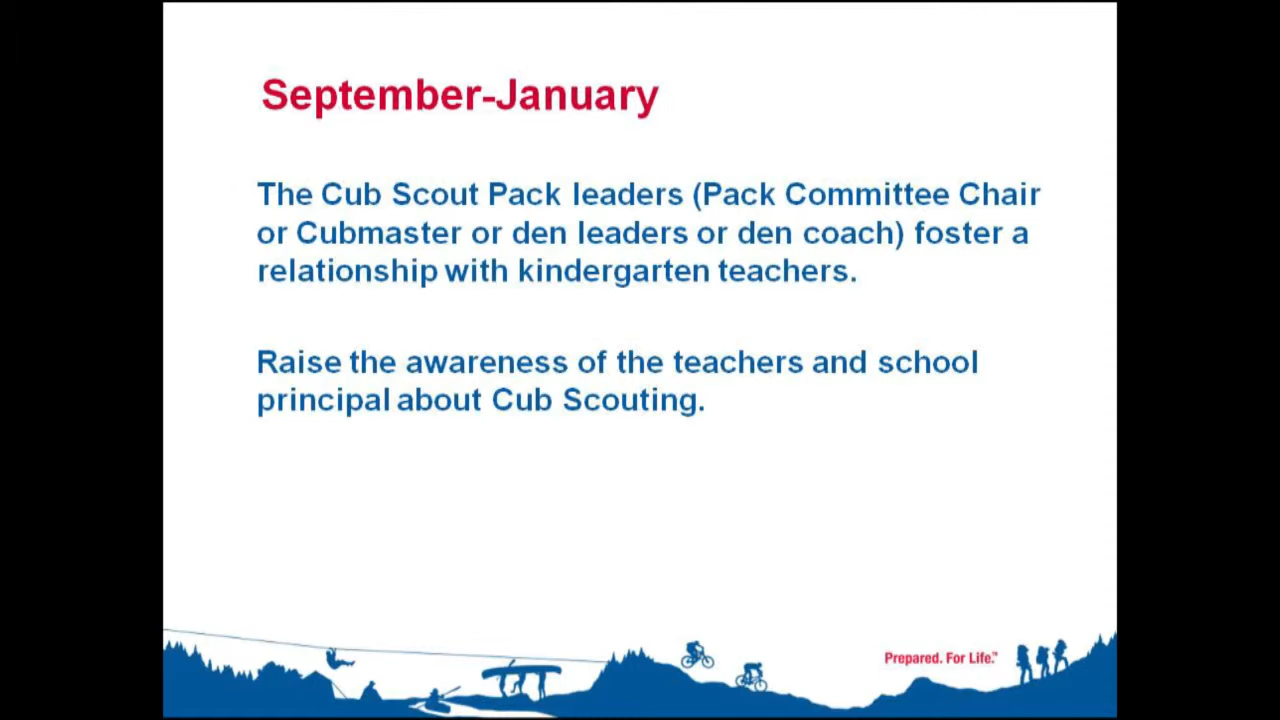 September-January
The Cub Scout Pack leaders (Pack Committee Chair
or Cubmaster or den leaders or den coach) foster a
relationship with kindergarten teachers.
Raise the awareness of the teachers and school
principal about Cub Scouting.
Prepared. For Life.™